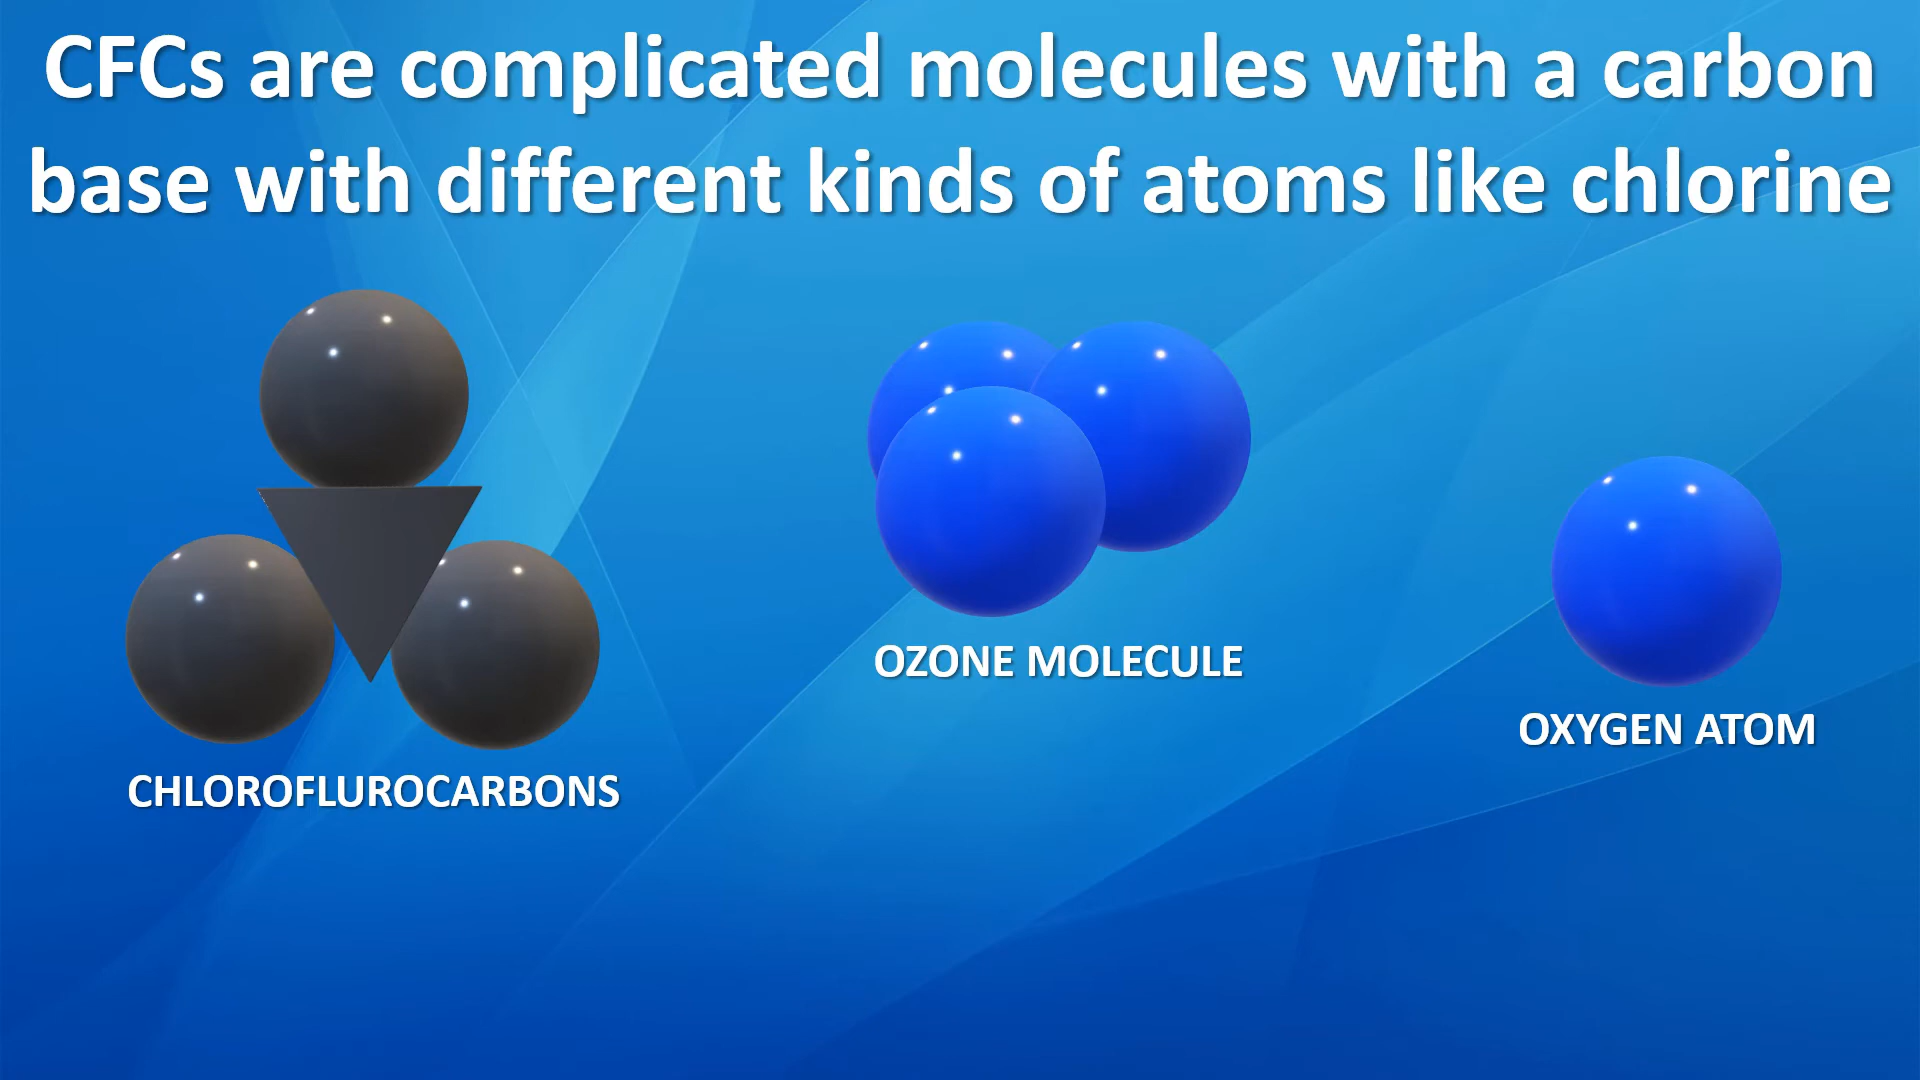 CFCs are complicated molecules with a carbon
base with different kinds of atoms like chlorine
OZONE MOLECULE
OXYGEN ATOM
CHLOROFLUROCARBONS